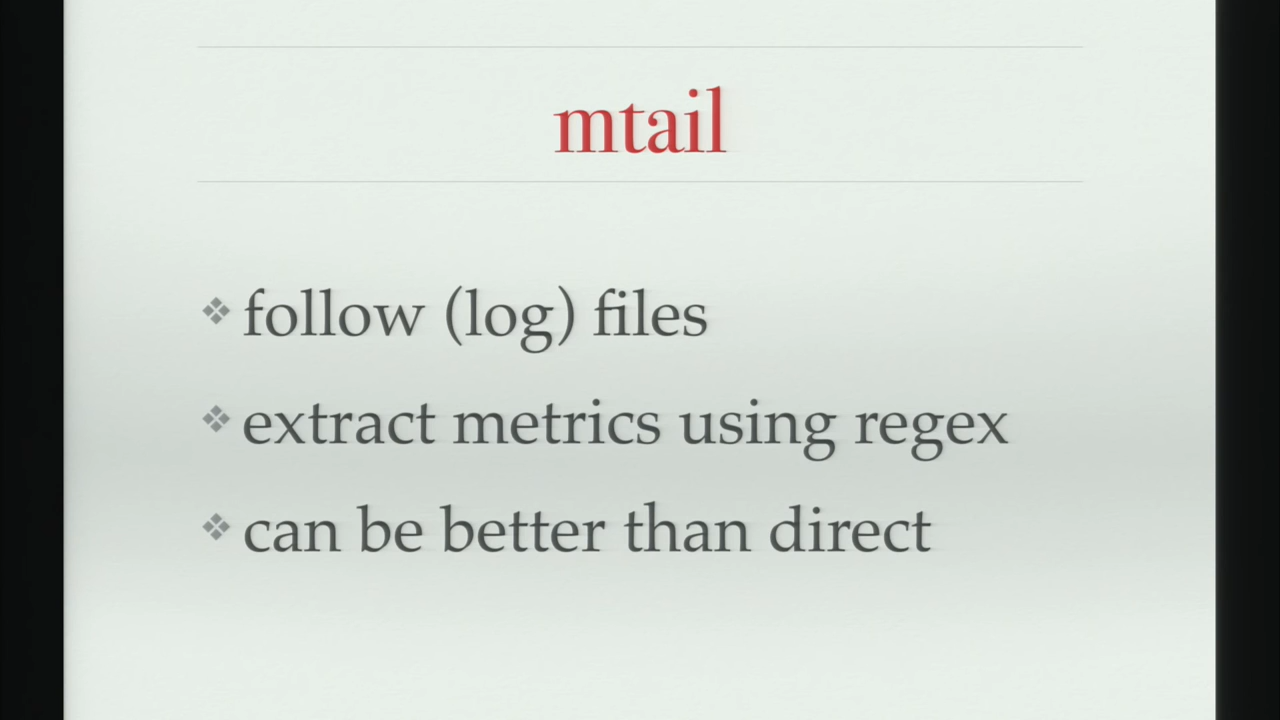 mtail
❖ follow (log) files
❖ extract metrics using regex
❖ can be better than direct